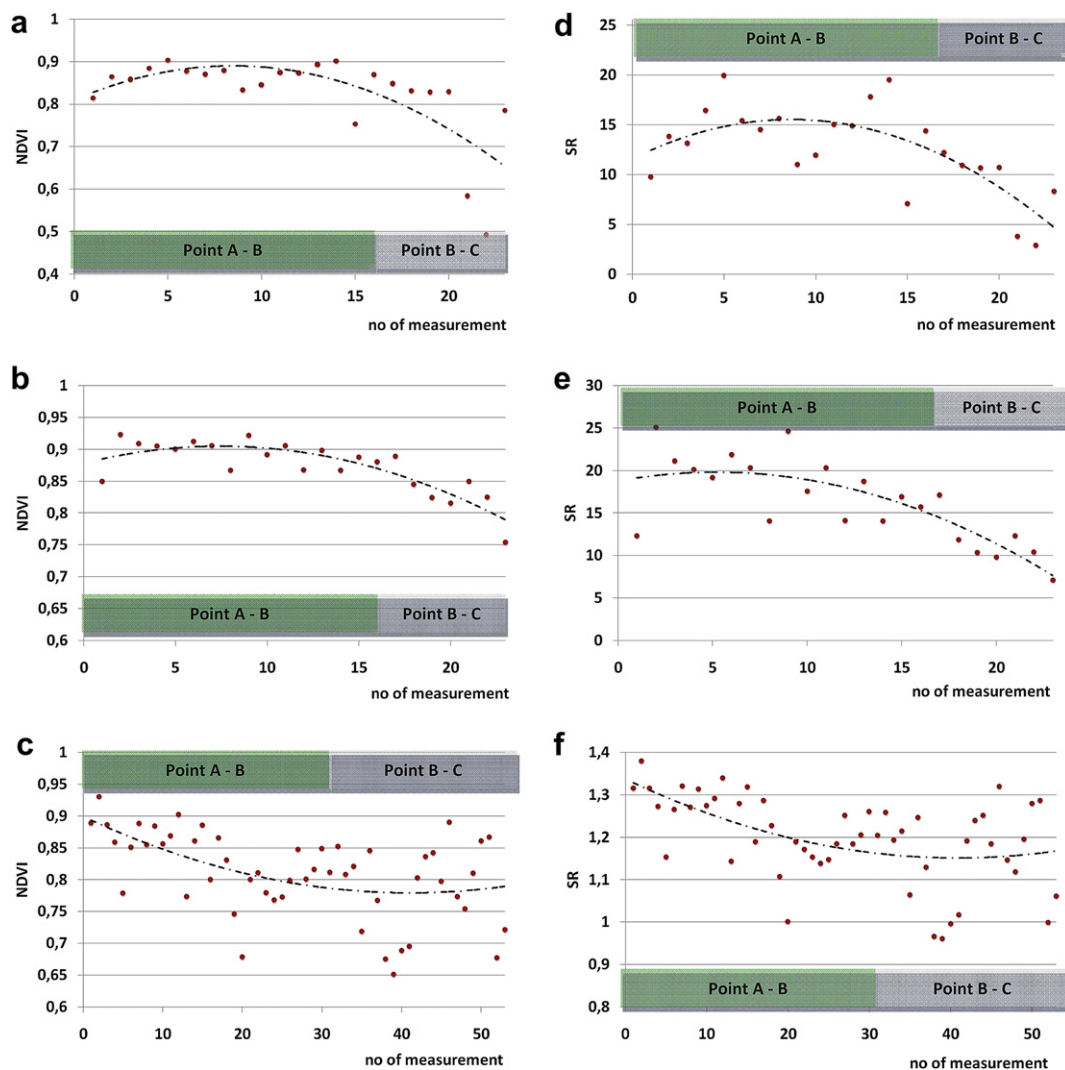 a
1
0,9
0,8
0,7
0,6
0,5
0,4
NDVI
Point A - B
Point B - C
0
5
10
15
20
no of measurement
d
25
20
15
10
5
0
SR
Point A - B
Point B - C
0
5
10
15
20
no of measurement
b
1
0,95
0,9
0,85
0,8
0,75
0,7
0,65
0,6
NDVI
Point A - B
Point B - C
0
5
10
15
20
no of measurement
e
30
25
20
15
10
5
0
SR
Point A - B
Point B - C
0
5
10
15
20
no of measurement
c
1
0,95
0,9
0,85
0,8
0,75
0,7
0,65
0,6
NDVI
Point A - B
Point B - C
0
10
20
30
40
50
no of measurement
f
1,4
1,3
1,2
1,1
1
0,9
0,8
SR
Point A - B
Point B - C
0
10
20
30
40
50
no of measurement